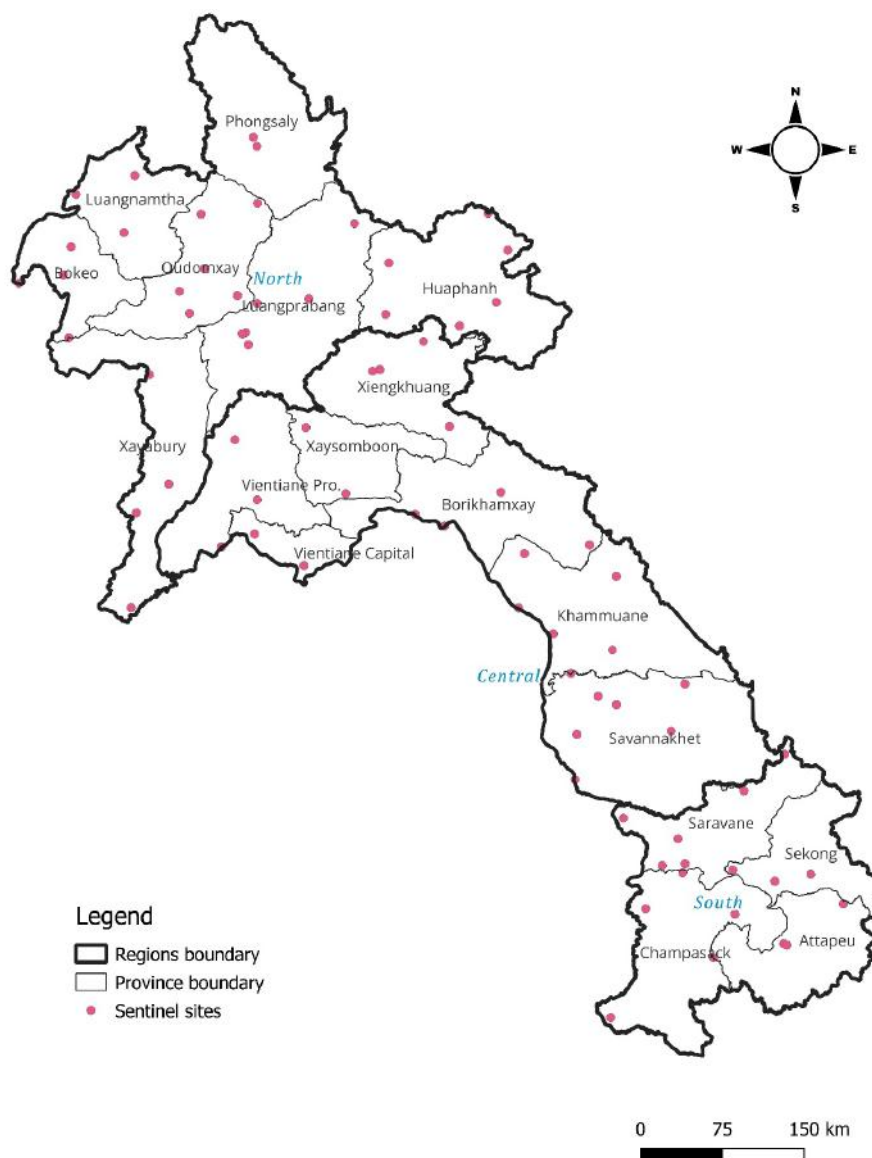 N
W E
S
Phongsaly
Luangnamtha
Bokeo
Oudomxay
North
Huaphanh
Luangprabang
Xiengkhuang
Xayabury
Xaysomboon
Vientiane Pro.
Borikhamxay
Vientiane Capital
Khammuane
Central
Savannakhet
Saravane
Sekong
South
Champasack
Attapeu
Legend
Regions boundary
Province boundary
Sentinel sites
0 75 150 km